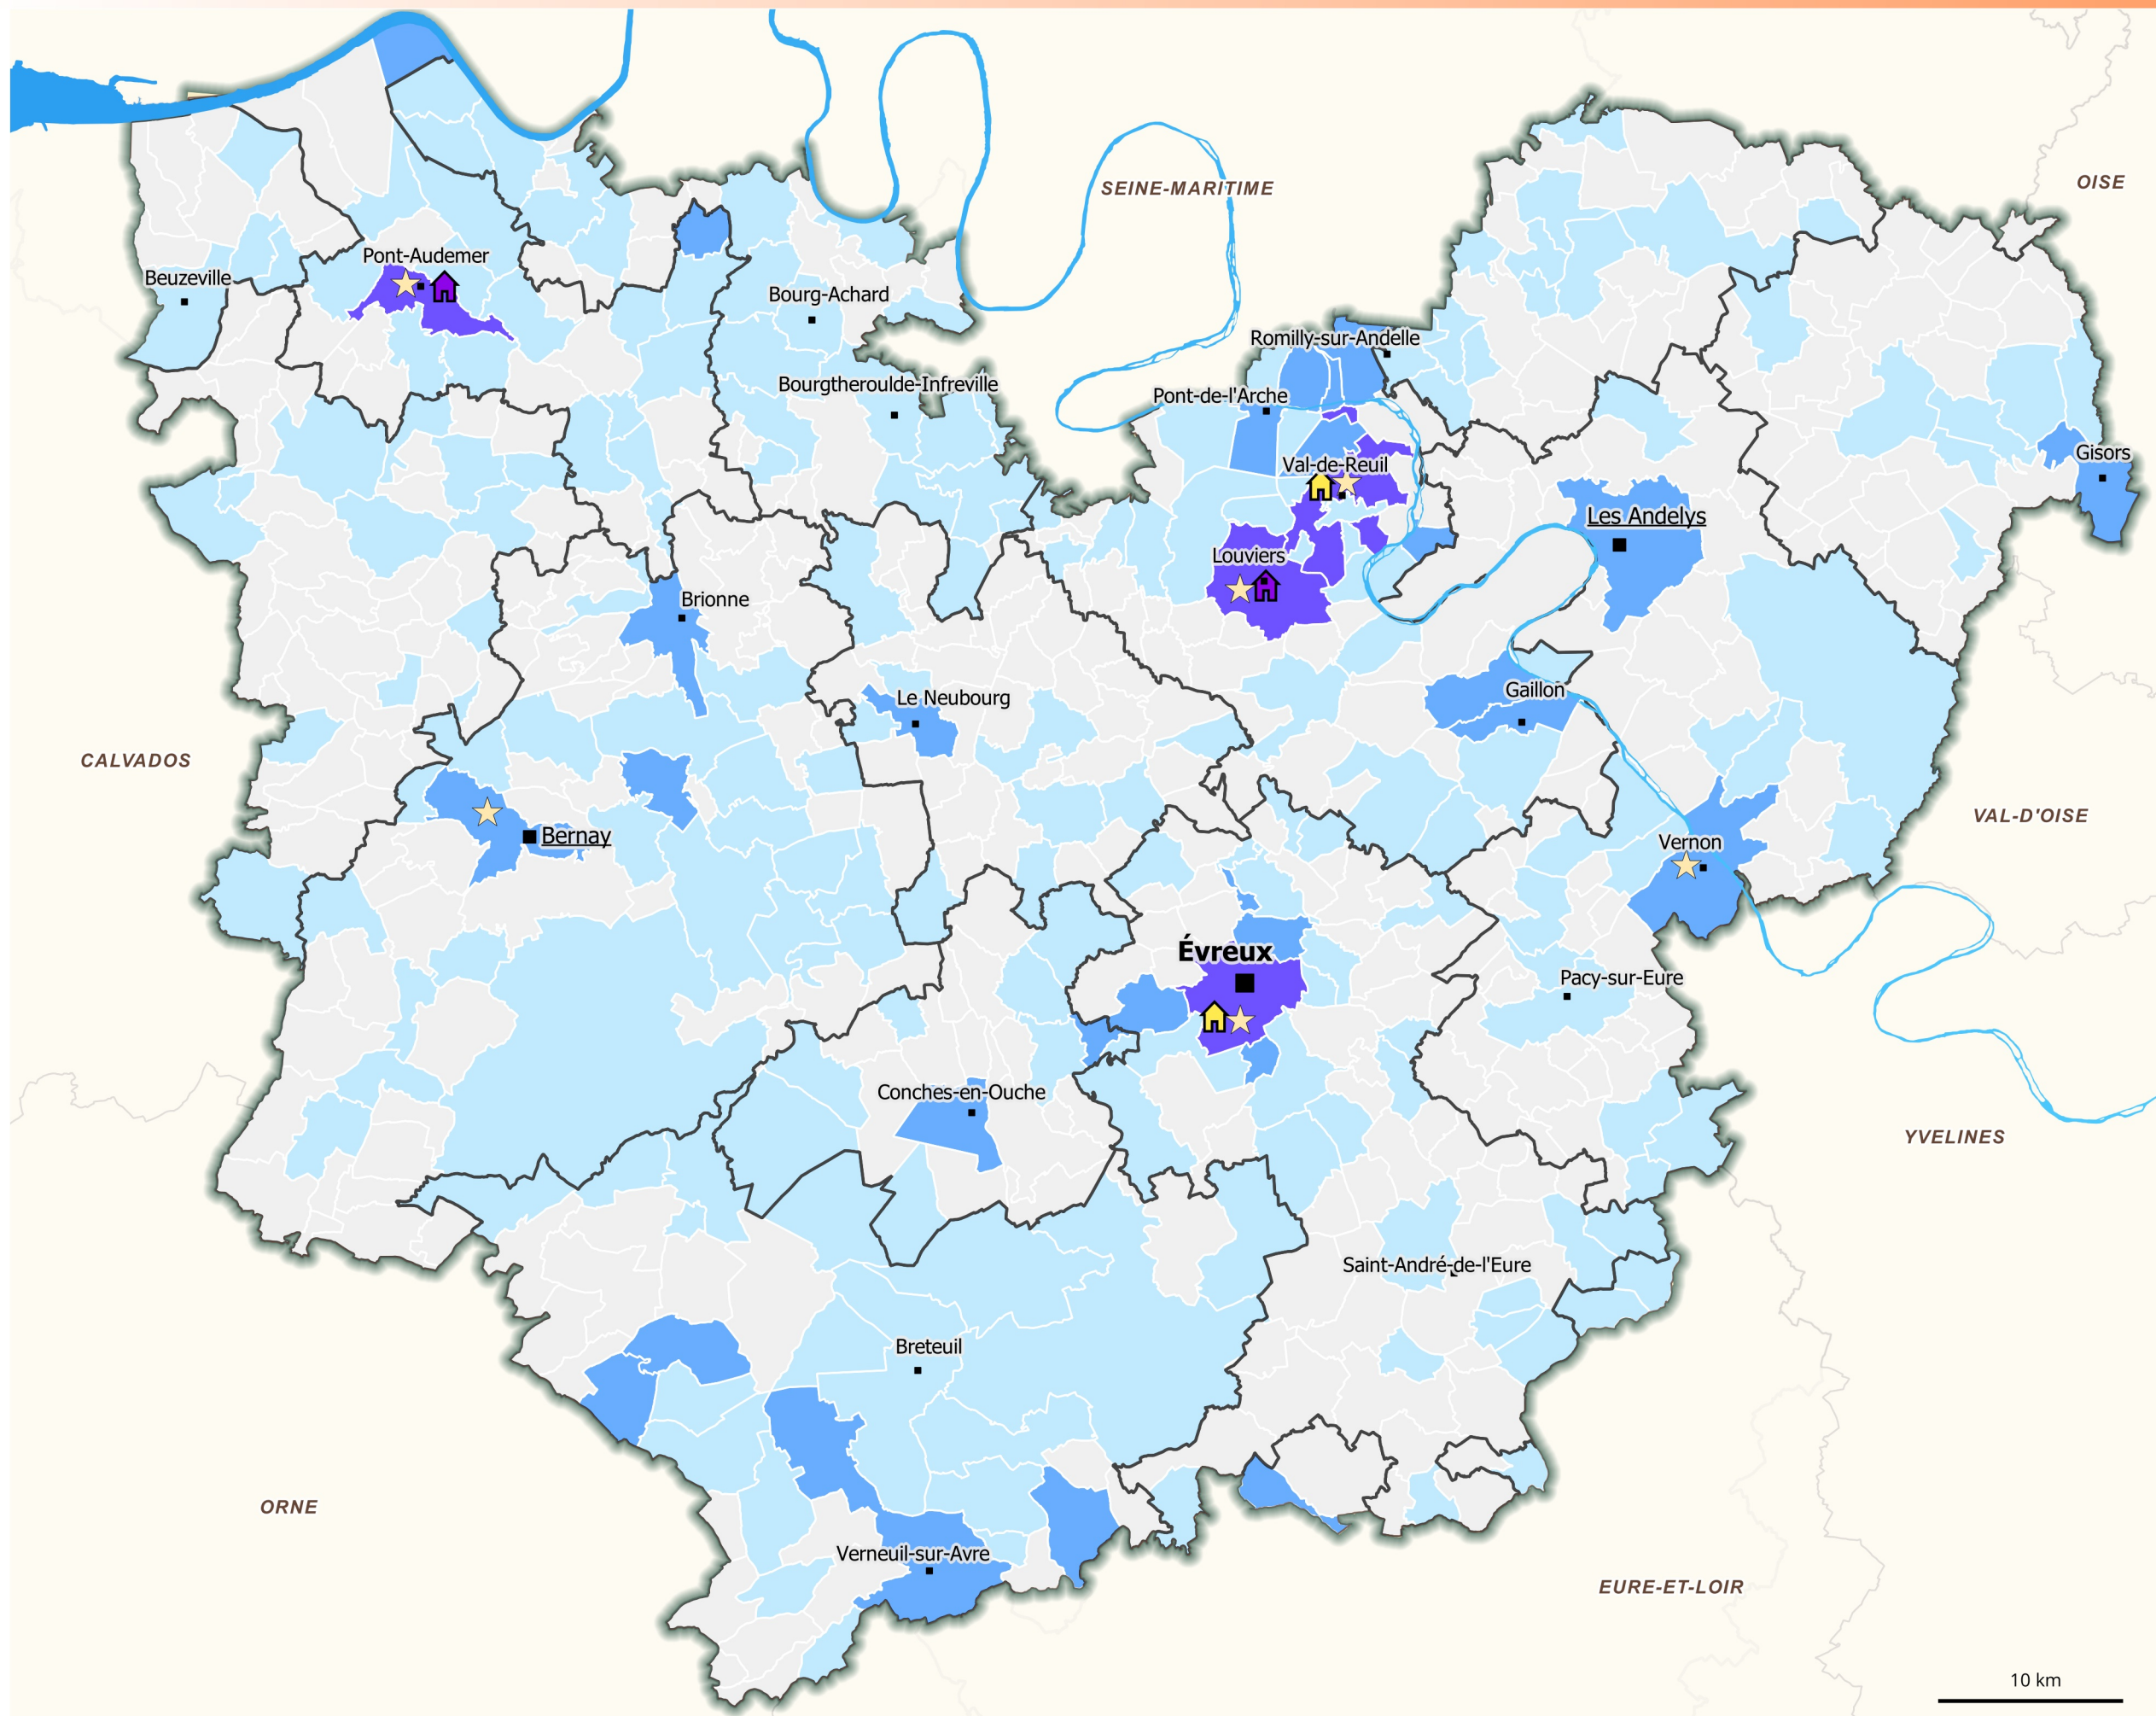 SEINE-MARITIME
OISE
Pont-Audemer
Beuzeville
Bourg-Achard
Romilly-sur-Andelle
Bourgtheroulde-Infreville
Pont-de-l'Arche
Gisors
Val-de-Reuil
Les Andelys
Louviers
Brionne
Gaillon
Le Neubourg
CALVADOS
VAL-D'OISE
Bernay
Vernon
Évreux
Pacy-sur-Eure
Conches-en-Ouche
YVELINES
Saint-André-de-l'Eure
Breteuil
ORNE
Verneuil-sur-Avre
EURE-ET-LOIR
10 km